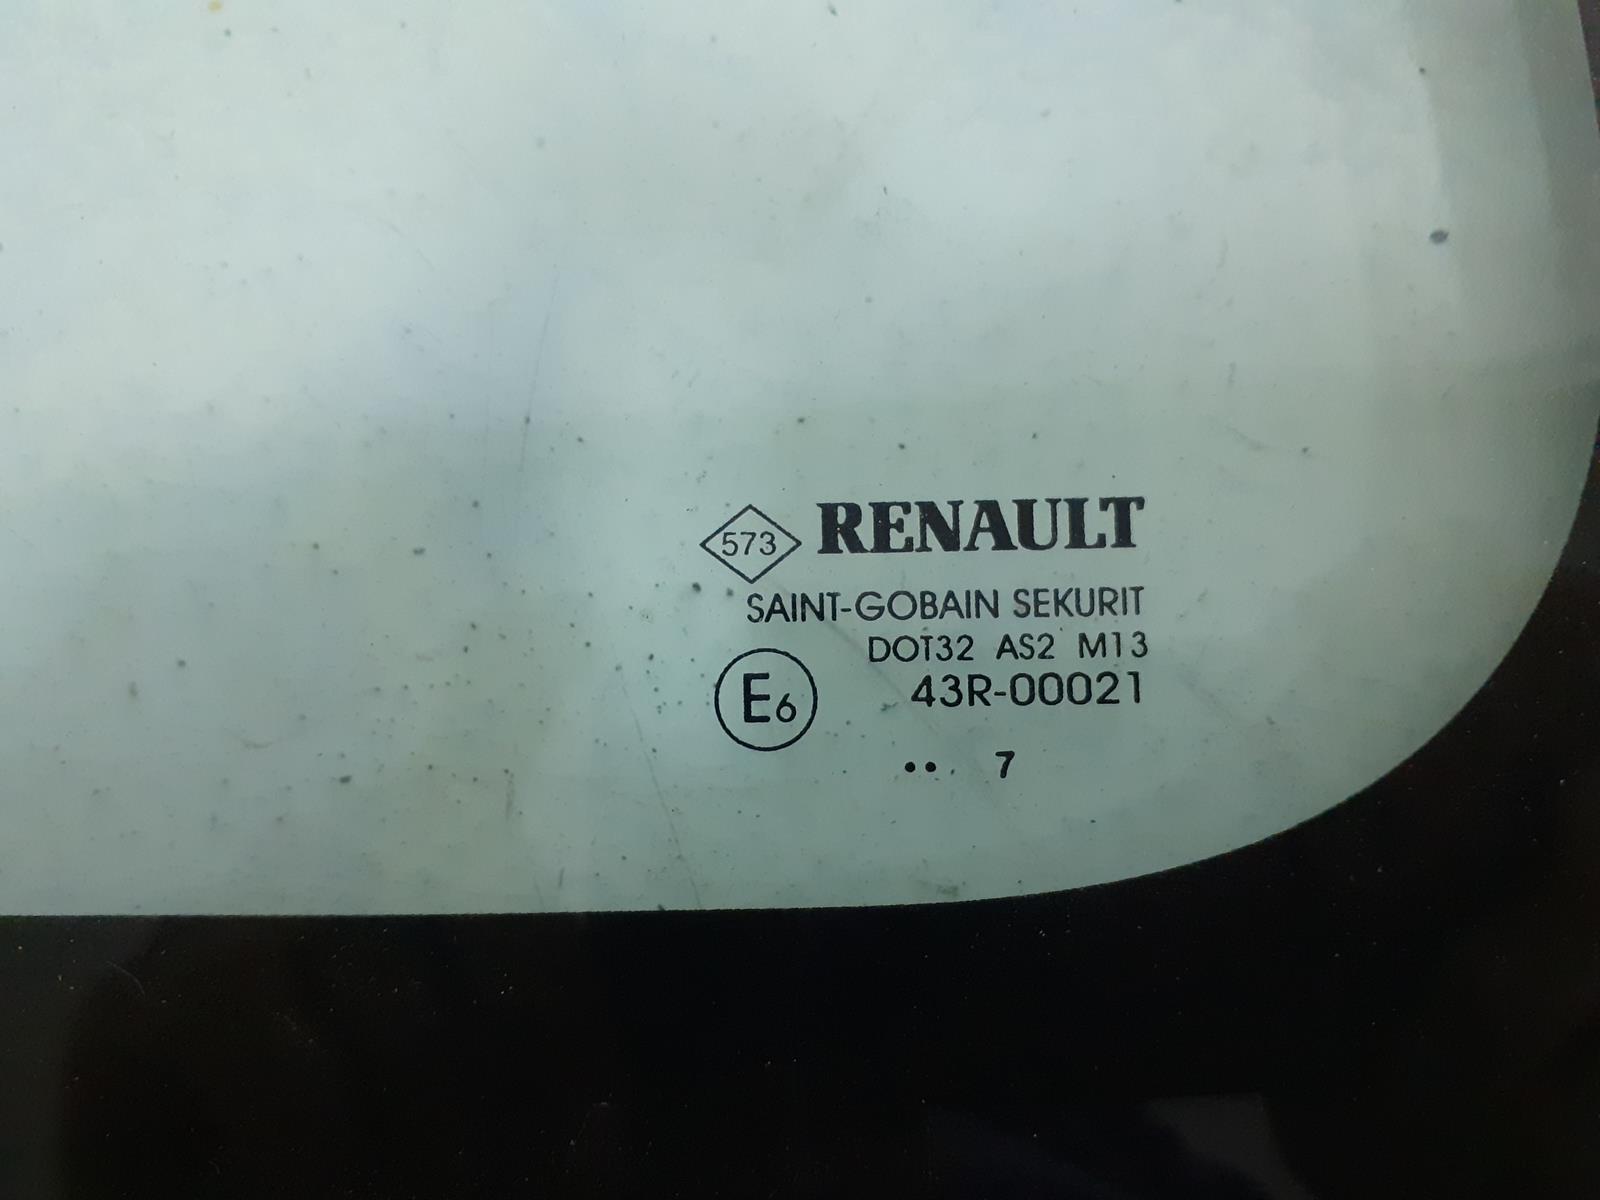 573 RENAULT
SAINT-GOBAIN SEKURIT
DOT32 AS2 M13
E6 43R-00021
•• 7